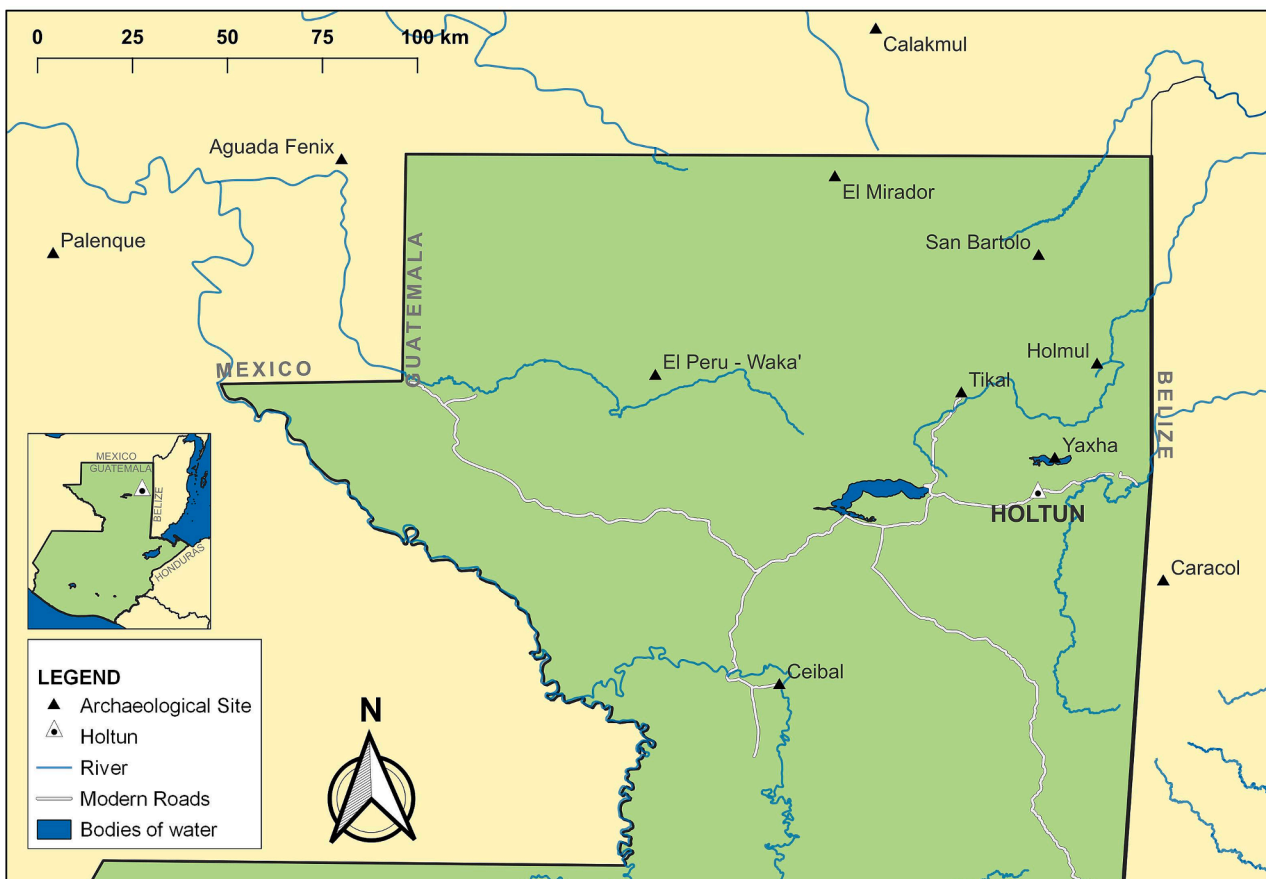 0 25 50 75 100 km
Calakmul
Aguada Fenix
El Mirador
Palenque
San Bartolo
GUATEMALA
MEXICO
El Peru - Waka'
Holmul
Tikal
BELIZE
Yaxha
HOLTUN
Caracol
Ceibal
MEXICO
GUATEMALA
BELIZE
HONDURAS
LEGEND
Archaeological Site
Holtun
River
Modern Roads
Bodies of water
N